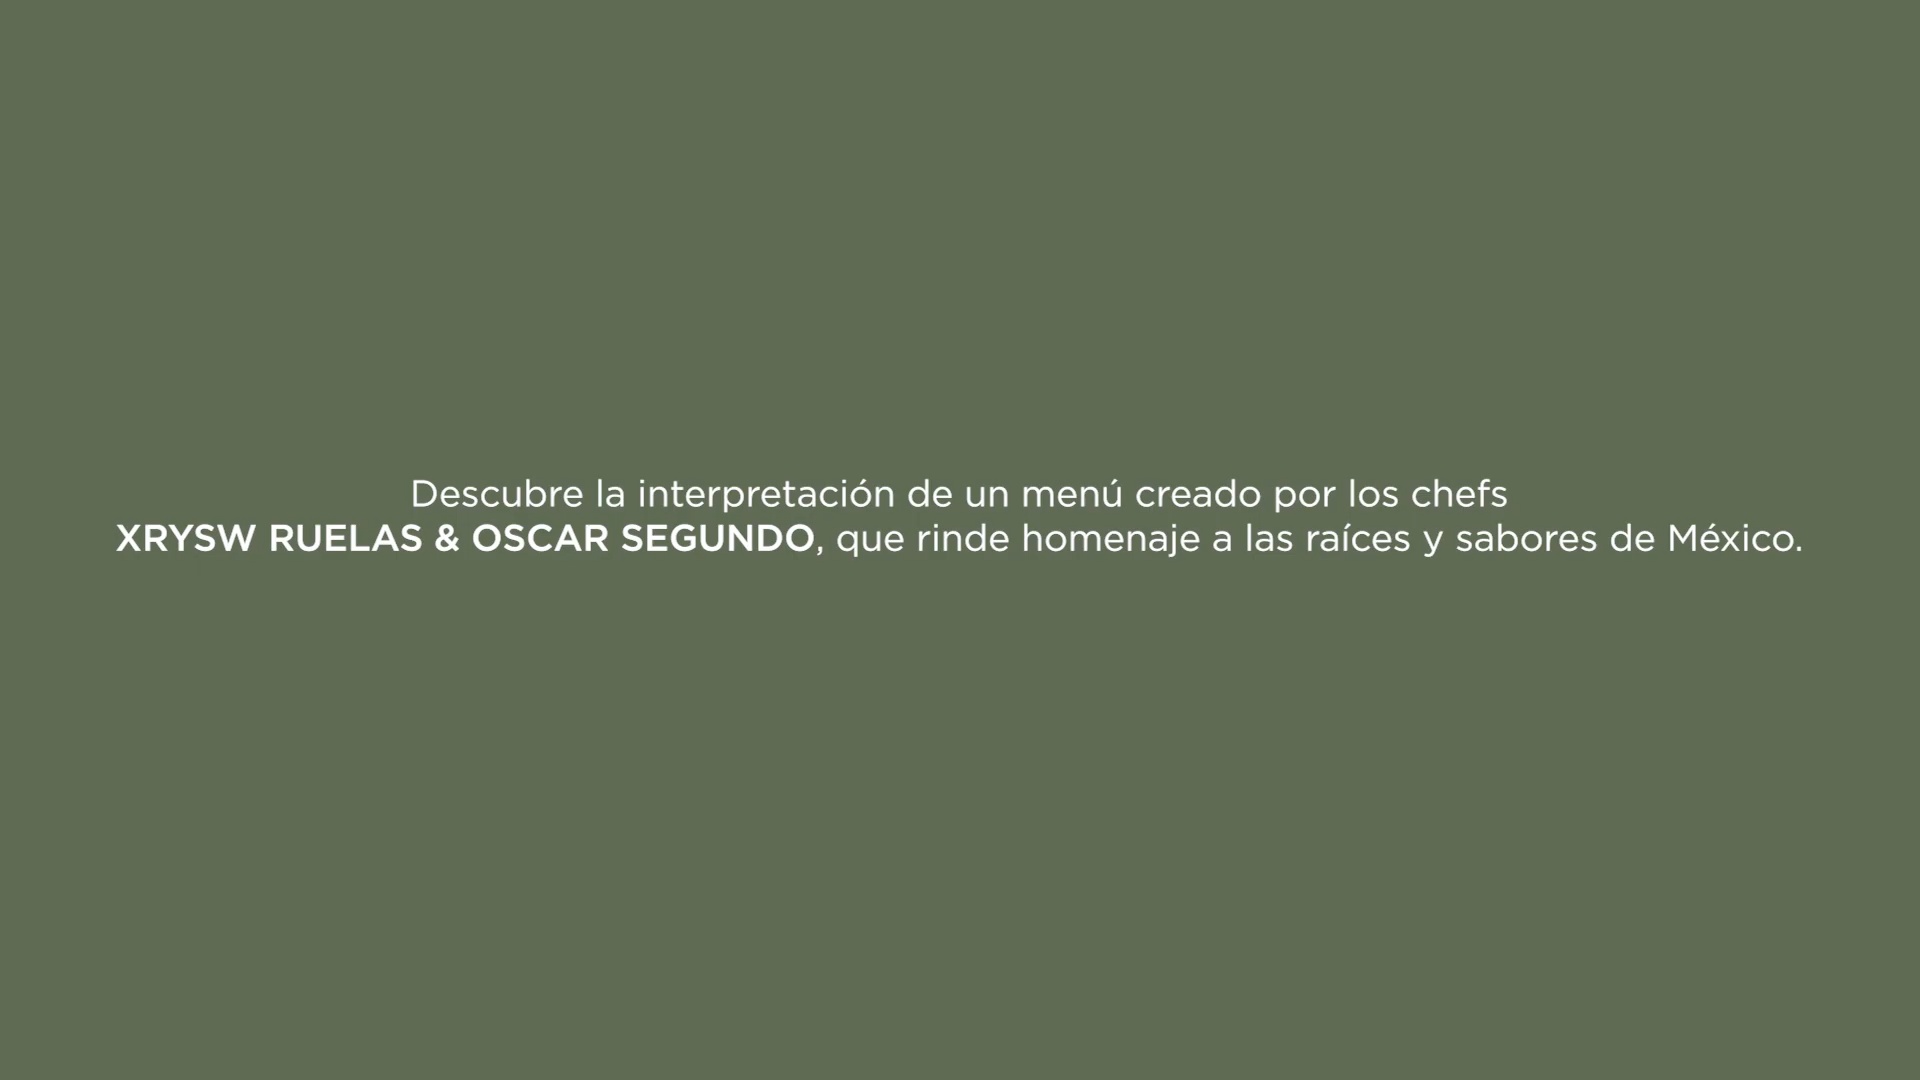 Descubre la interpretación de un menú creado por los chefs
XRYSW RUELAS & OSCAR SEGUNDO, que rinde homenaje a las raíces y sabores de México.